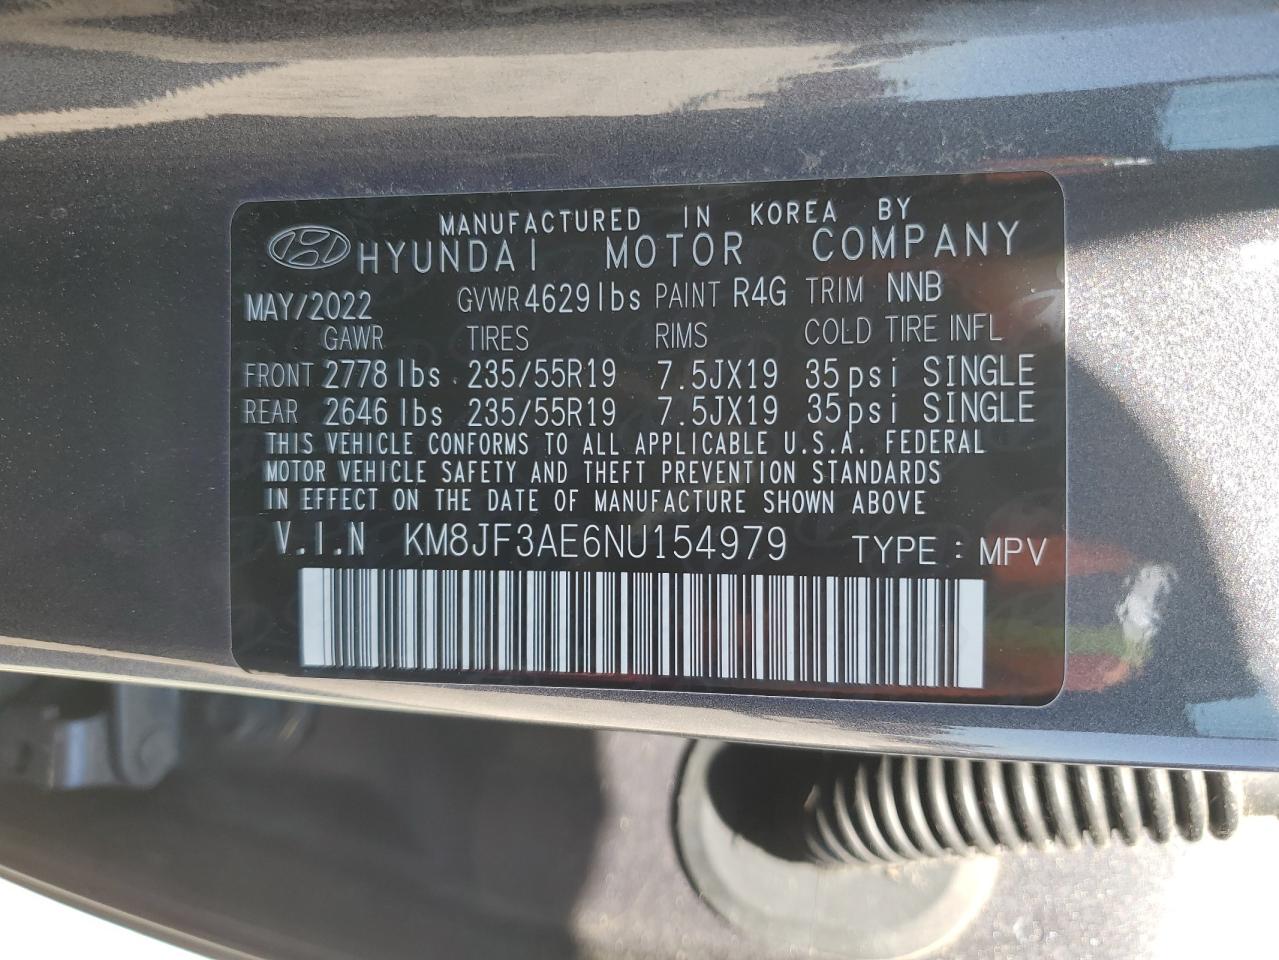 MANUFACTURED IN KOREA BY
HYUNDAI MOTOR COMPANY
MAY/2022 GVWR 4629 lbs PAINT R4G TRIM NNB
GAWR TIRES RIMS COLD TIRE INFL
FRONT 2778 lbs 235/55R19 7.5JX19 35psi SINGLE
REAR 2646 lbs 235/55R19 7.5JX19 35psi SINGLE
THIS VEHICLE CONFORMS TO ALL APPLICABLE U.S.A. FEDERAL
MOTOR VEHICLE SAFETY AND THEFT PREVENTION STANDARDS
IN EFFECT ON THE DATE OF MANUFACTURE SHOWN ABOVE
V.I.N KM8JF3AE6NU154979 TYPE : MPV